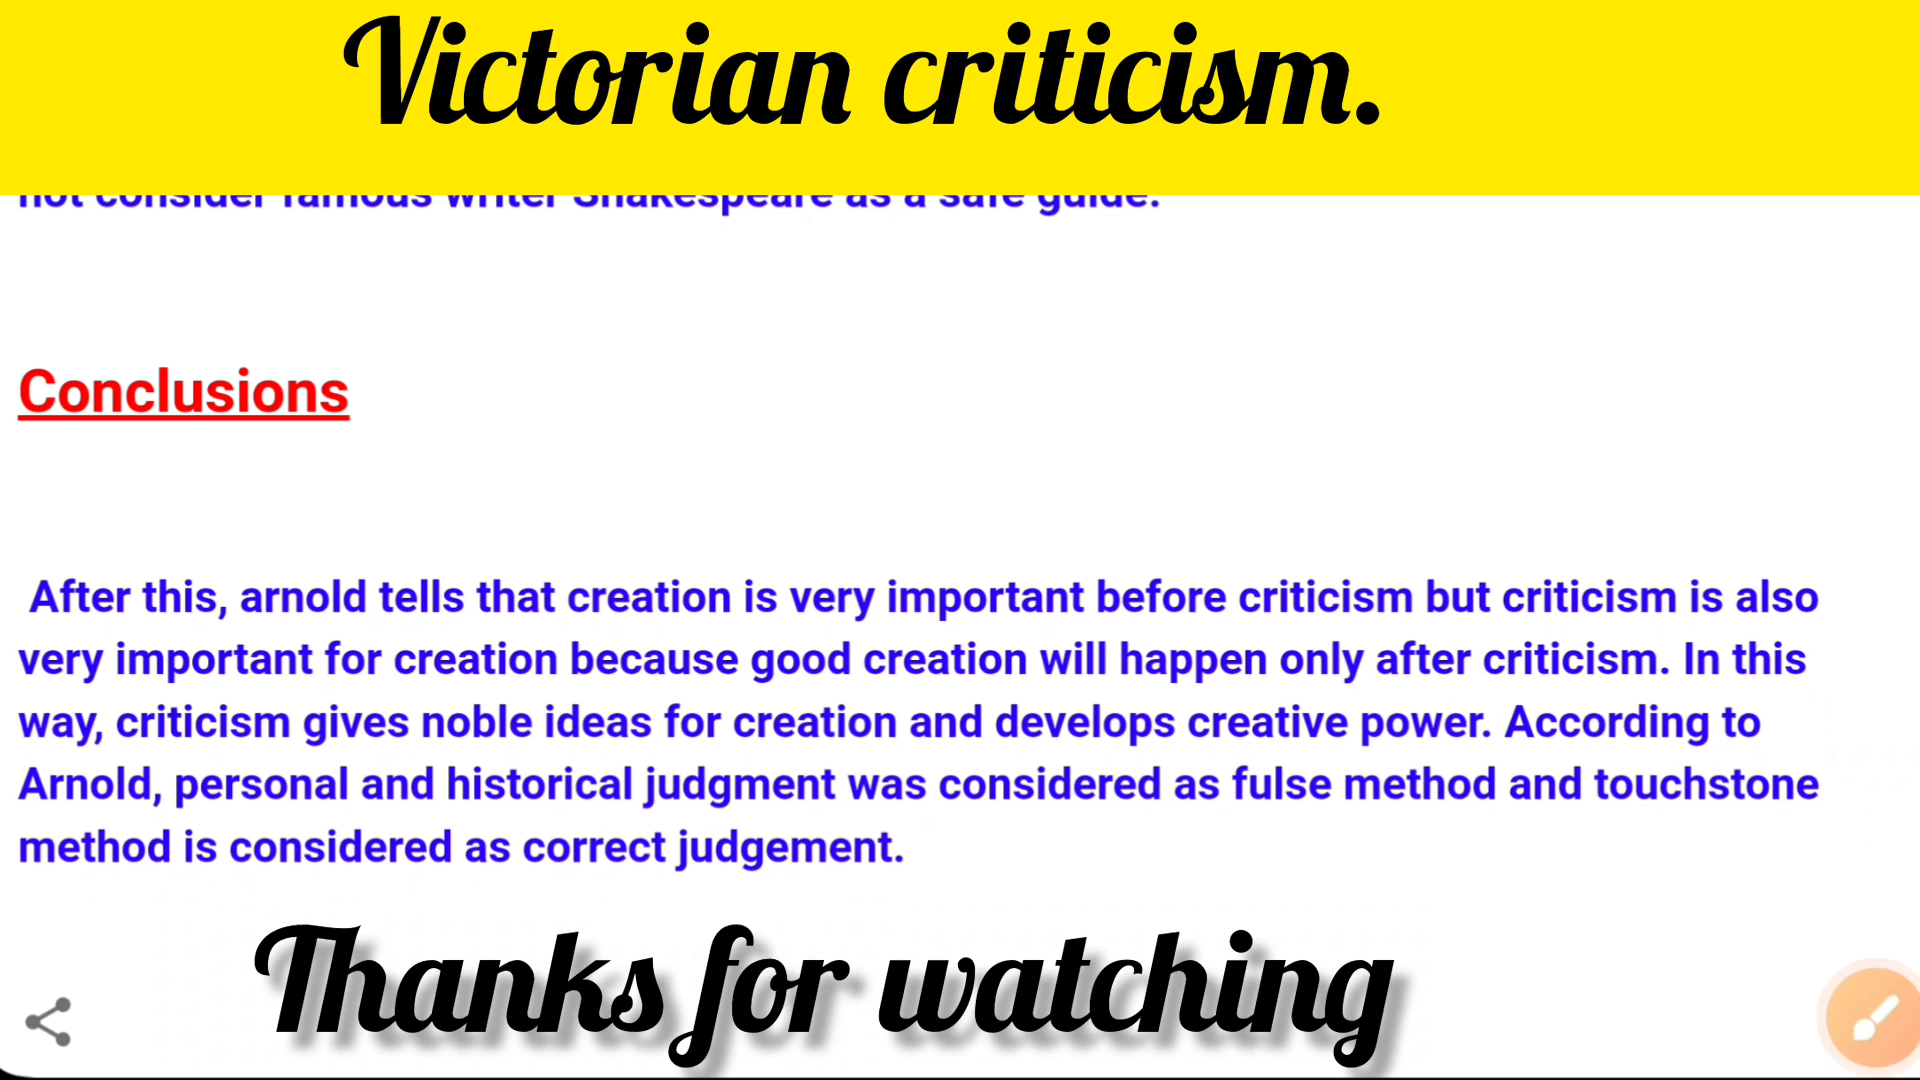 Victorian criticism.
not consider famous writer Shakespeare as a safe guide.
Conclusions
After this, arnold tells that creation is very important before criticism but criticism is also
very important for creation because good creation will happen only after criticism. In this
way, criticism gives noble ideas for creation and develops creative power. According to
Arnold, personal and historical judgment was considered as fulse method and touchstone
method is considered as correct judgement.
Thanks for watching